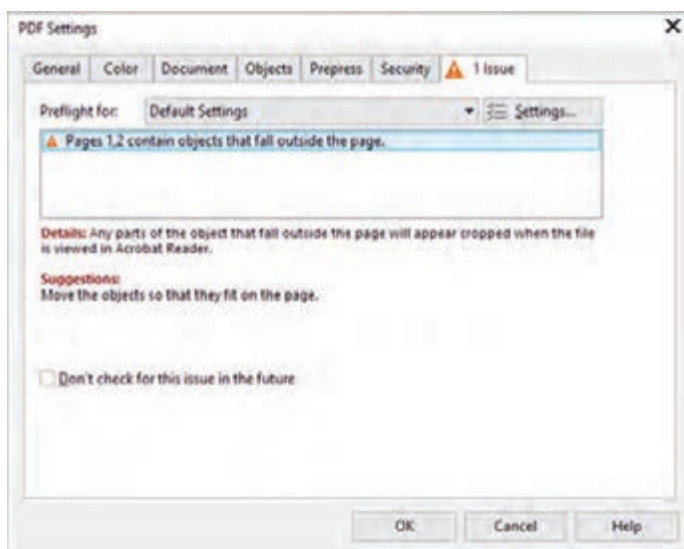 PDF Settings
General Color Document Objects Prepress Security 1 Issue
Preflight for: Default Settings Settings...
Pages 1,2 contain objects that fall outside the page.
Details: Any parts of the object that fall outside the page will appear cropped when the file
is viewed in Acrobat Reader.
Suggestions:
Move the objects so that they fit on the page.
Don't check for this issue in the future
OK Cancel Help